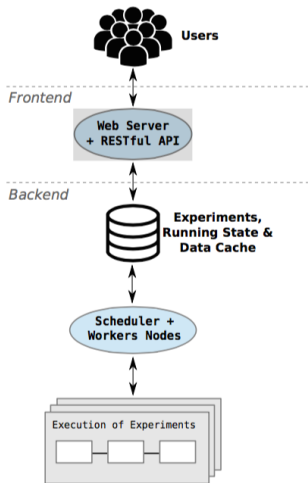 Users
Frontend
Web Server
+ RESTful API
Backend
Experiments,
Running State &
Data Cache
Scheduler +
Workers Nodes
Execution of Experiments